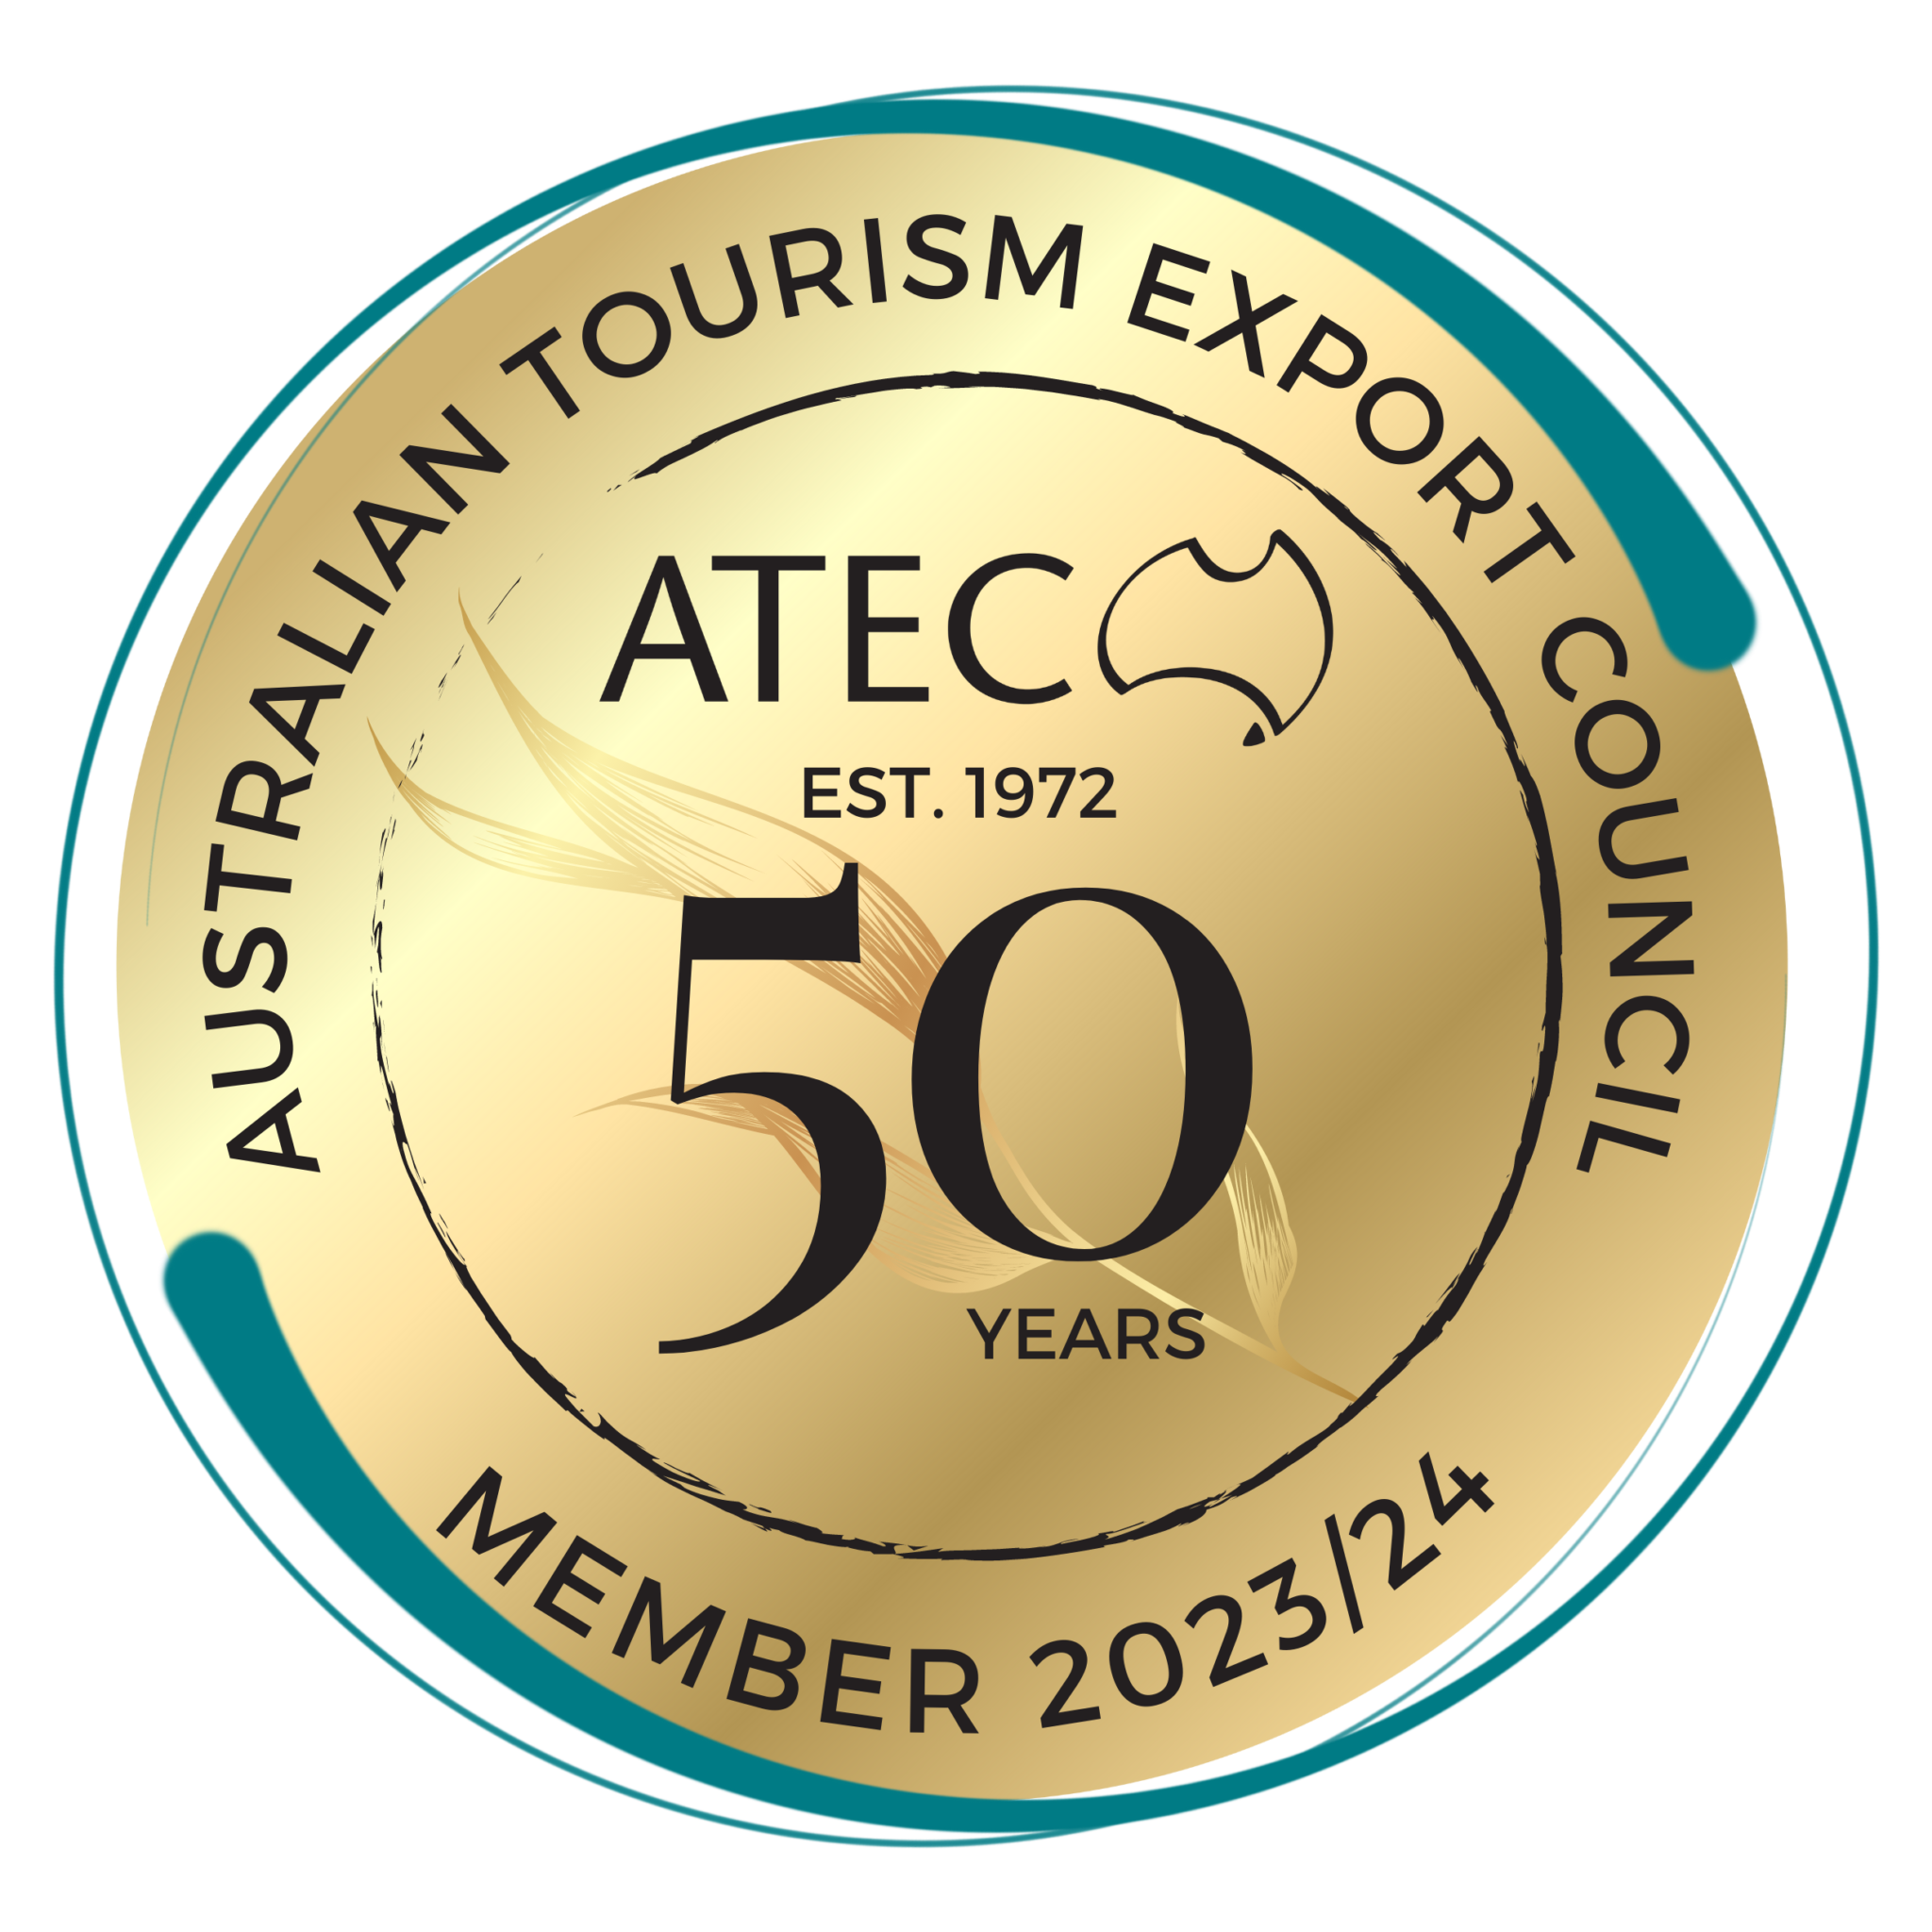 AUSTRALIAN TOURISM EXPORT COUNCIL
ATEC
EST. 1972
50
YEARS
MEMBER 2023/24